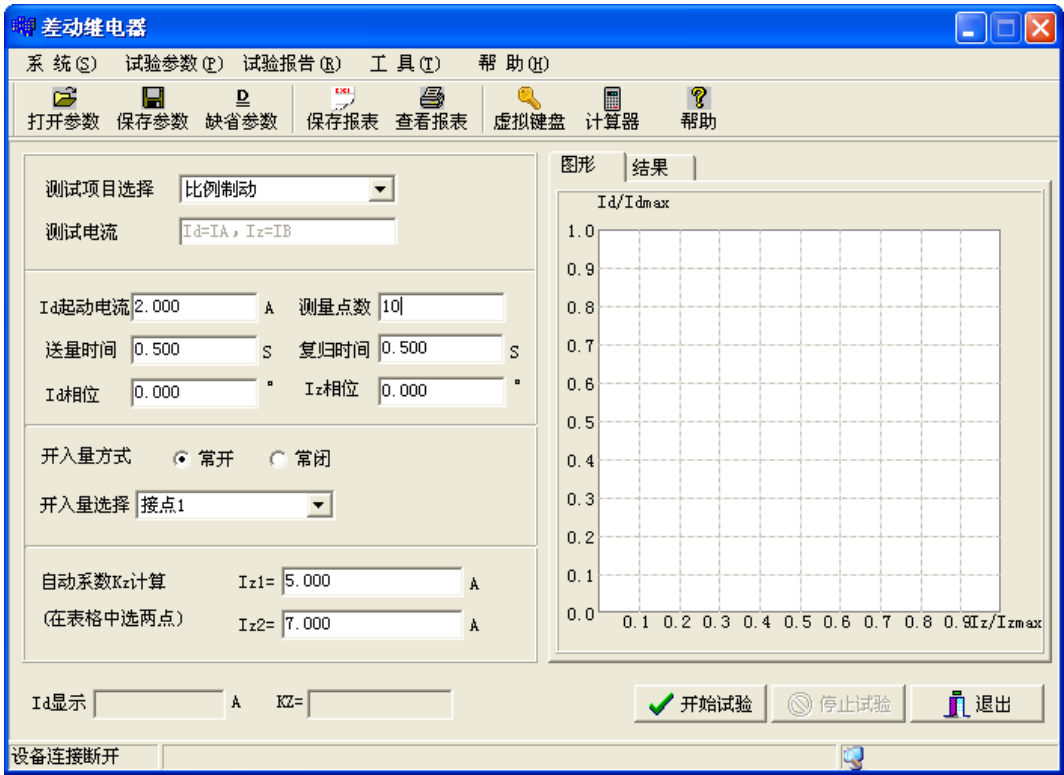 差动继电器
系 统(S) 试验参数(P) 试验报告(R) 工 具(T) 帮 助(H)
打开参数 保存参数 缺省参数 保存报表 查看报表 虚拟键盘 计算器 帮助
测试项目选择 比例制动
测试电流 Id=IA，Iz=IB
Id起动电流 2.000 A 测量点数 10
送量时间 0.500 S 复归时间 0.500 S
Id相位 0.000 ° Iz相位 0.000 °
开入量方式 常开 常闭
开入量选择 接点1
自动系数Kz计算 Iz1= 5.000 A
(在表格中选两点) Iz2= 7.000 A
图形 结果
Id/Idmax
1.0
0.9
0.8
0.7
0.6
0.5
0.4
0.3
0.2
0.1
0.0
0.1 0.2 0.3 0.4 0.5 0.6 0.7 0.8 0.9Iz/Izmax
Id显示 A KZ= 开始试验 停止试验 退出
设备连接断开